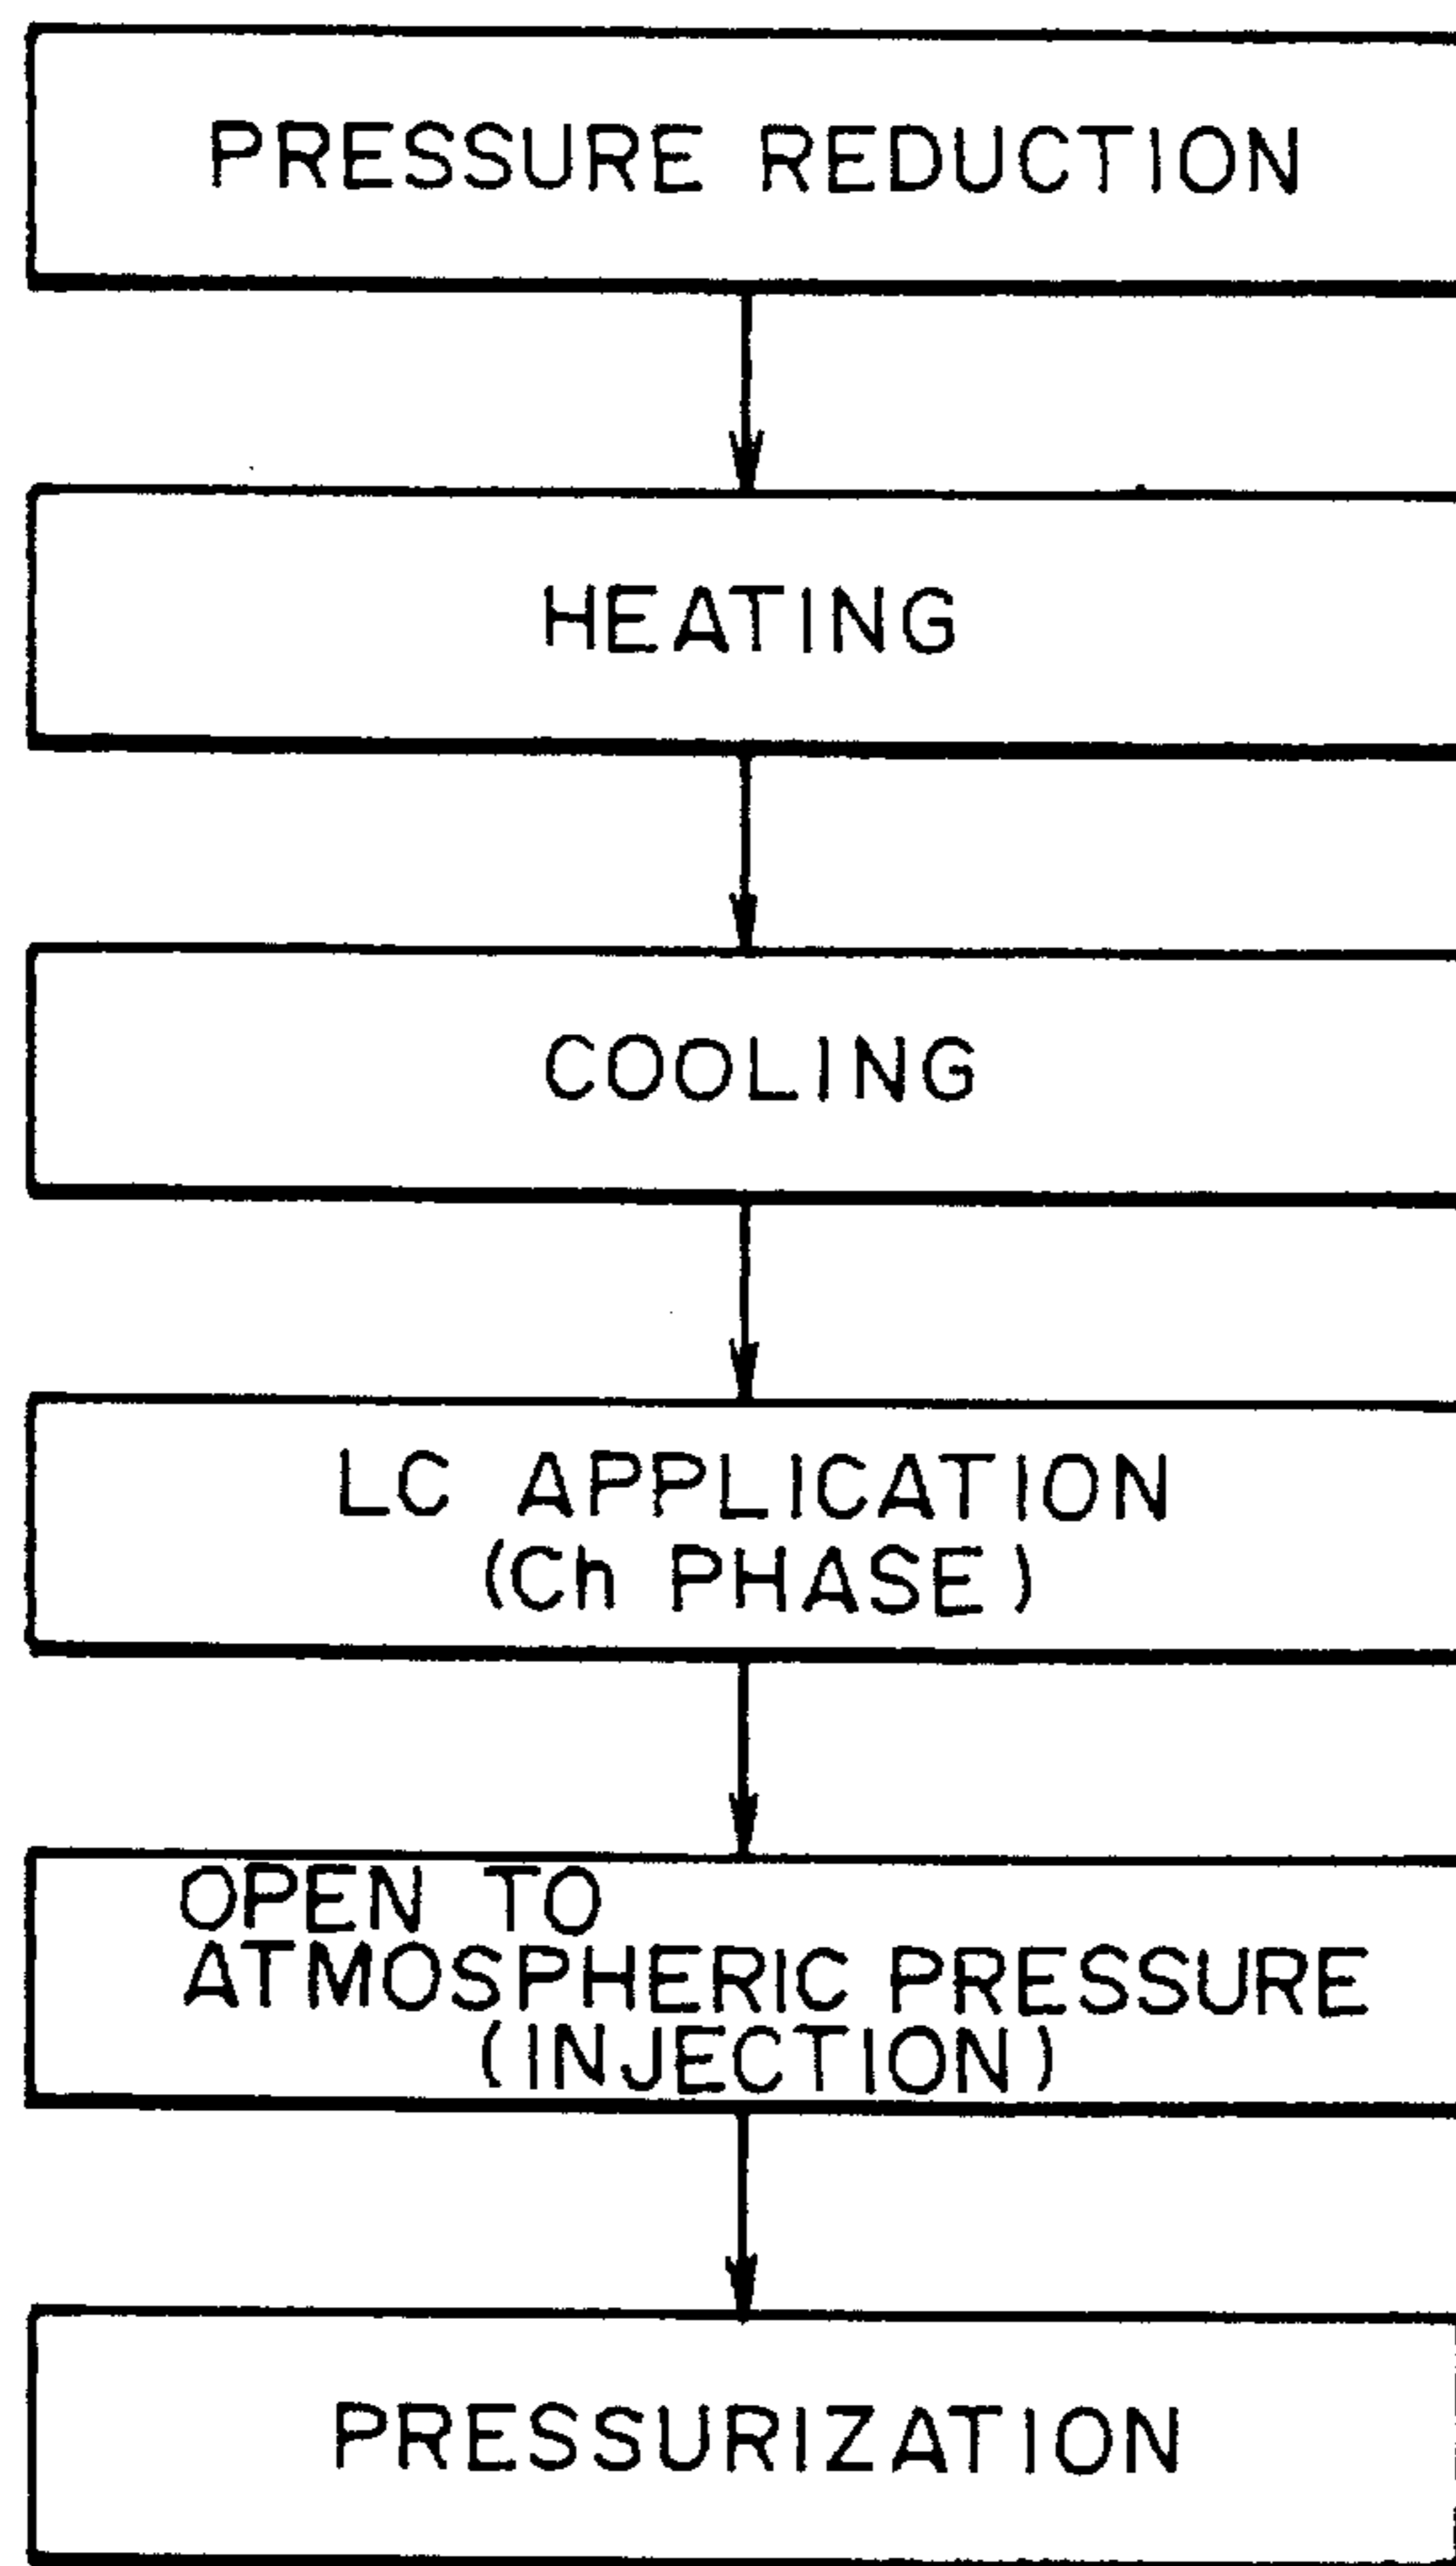 PRESSURE REDUCTION
HEATING
COOLING
LC APPLICATION
(Ch PHASE)
OPEN TO
ATMOSPHERIC PRESSURE
(INJECTION)
PRESSURIZATION